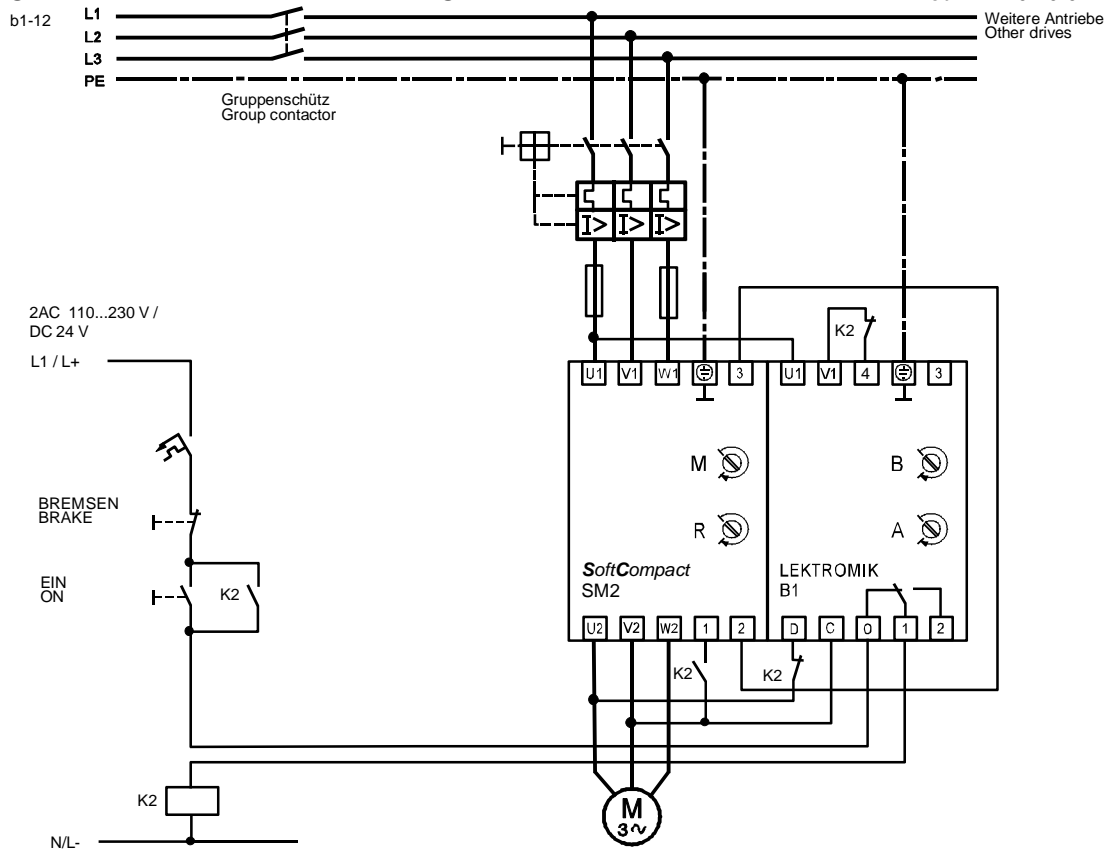 b1-12
L1
L2
L3
PE
Weitere Antriebe
Other drives
Gruppenschütz
Group contactor
I> I> I>
2AC 110...230 V /
DC 24 V
L1 / L+
K2
U1 V1 W1 3 U1 V1 4 3
M
B
R
A
BREMSEN
BRAKE
EIN
ON
K2
SoftCompact
SM2
LEKTROMIK
B1
U2 V2 W2 1 2 D C 0 1 2
K2
K2
K2
M
3~
N/L-